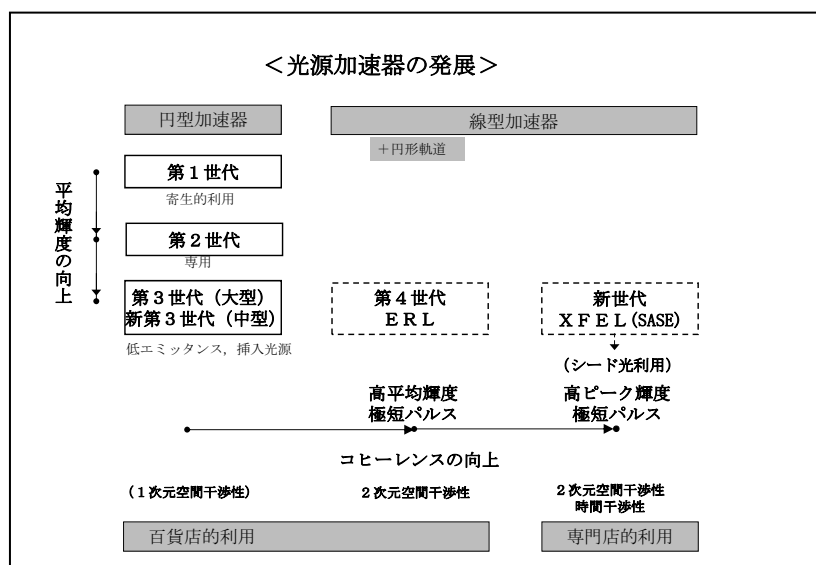 ＜光源加速器の発展＞
円型加速器
線型加速器
＋円形軌道
平均輝度の向上
第１世代
寄生的利用
第２世代
専用
第３世代（大型）
新第３世代（中型）
低エミッタンス，挿入光源
第４世代
ＥＲＬ
新世代
ＸＦＥＬ(SASE)
（シード光利用）
高平均輝度
極短パルス
高ピーク輝度
極短パルス
コヒーレンスの向上
（１次元空間干渉性）
２次元空間干渉性
２次元空間干渉性
時間干渉性
百貨店的利用
専門店的利用